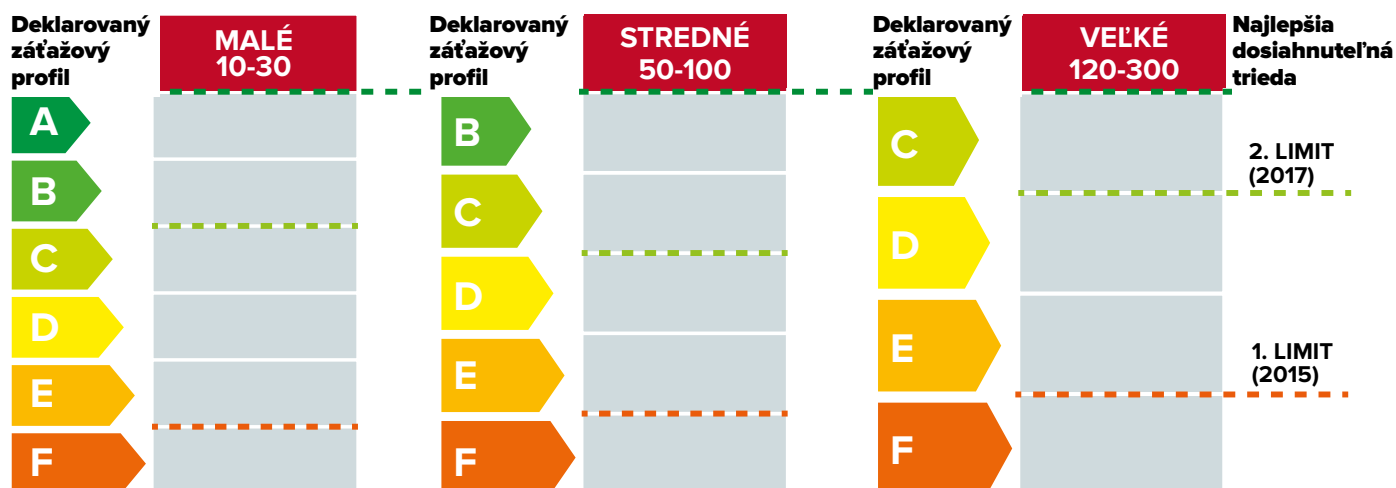 Deklarovaný
záťažový
profil
MALÉ
10-30
A
B
C
D
E
F
Deklarovaný
záťažový
profil
STREDNÉ
50-100
B
C
D
E
F
Deklarovaný
záťažový
profil
VEĽKÉ
120-300
C
D
E
F
Najlepšia
dosiahnuteľná
trieda
2. LIMIT
(2017)
1. LIMIT
(2015)